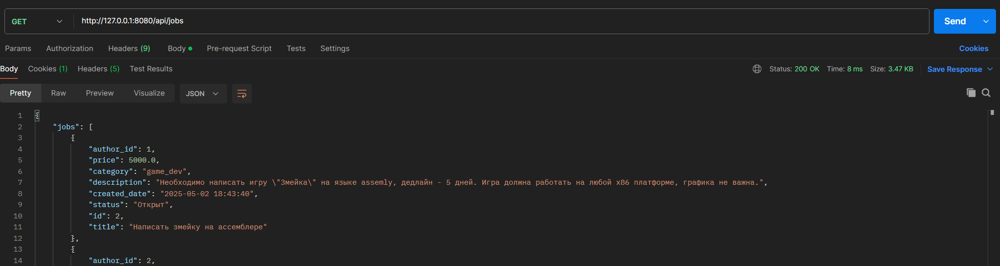 GET http://127.0.0.1:8080/api/jobs Send
Params Authorization Headers (9) Body Pre-request Script Tests Settings Cookies
Body Cookies (1) Headers (5) Test Results Status: 200 OK Time: 8 ms Size: 3.47 KB Save Response
Pretty Raw Preview Visualize JSON
1 {
2 "jobs": [
3 {
4 "author_id": 1,
5 "price": 5000.0,
6 "category": "game_dev",
7 "description": "Необходимо написать игру \"Змейка\" на языке assemly, дедлайн - 5 дней. Игра должна работать на любой x86 платформе, графика не важна.",
8 "created_date": "2025-05-02 18:43:40",
9 "status": "Открыт",
10 "id": 2,
11 "title": "Написать змейку на ассемблере"
12 },
13 {
14 "author_id": 2,